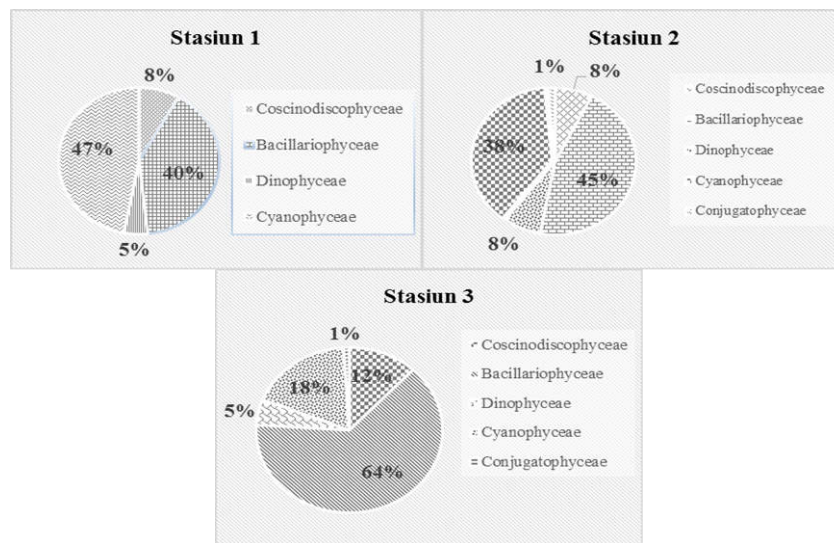 Stasiun 1
8%
47%
40%
5%
Coscinodiscophyceae
Bacillariophyceae
Dinophyceae
Cyanophyceae
Stasiun 2
1%
8%
38%
45%
8%
Coscinodiscophyceae
Bacillariophyceae
Dinophyceae
Cyanophyceae
Conjugatophyceae
Stasiun 3
1%
12%
18%
5%
64%
Coscinodiscophyceae
Bacillariophyceae
Dinophyceae
Cyanophyceae
Conjugatophyceae